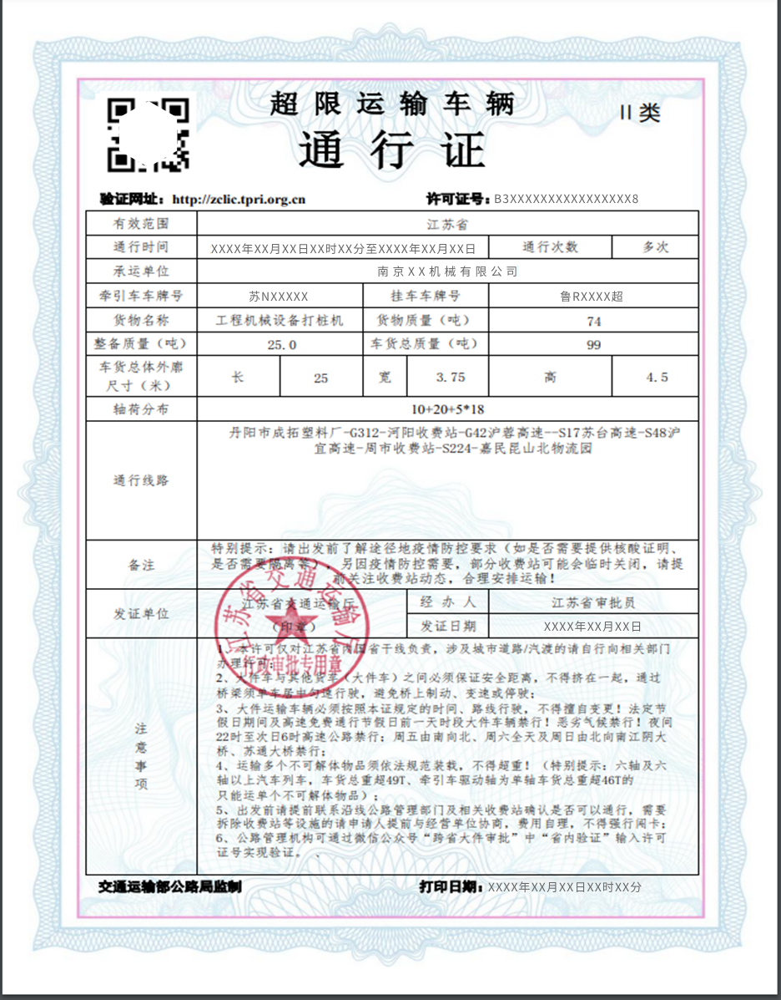 超限运输车辆
II 类
通行证
验证网址：http://zclic.tpri.org.cn 许可证号：B3XXXXXXXXXXXXXXXX8
有效范围 江苏省
通行时间 XXXX年XX月XX日XX时XX分至XXXX年XX月XX日 通行次数 多次
承运单位 南京XX机械有限公司
牵引车车牌号 苏NXXXXX 挂车车牌号 鲁RXXXX超
货物名称 工程机械设备打桩机 货物质量（吨） 74
整备质量（吨） 25.0 车货总质量（吨） 99
车货总体外廓
尺寸（米） 长 25 宽 3.75 高 4.5
轴荷分布 10+20+5*18
通行线路
丹阳市成拓塑料厂-G312-河阳收费站-G42沪蓉高速--S17苏台高速-S48沪
宜高速-周市收费站-S224-嘉民昆山北物流园
备注
特别提示：请出发前了解途径地疫情防控要求（如是否需要提供核酸证明、
是否需要隔离等），另因疫情防控需要，部分收费站可能会临时关闭，请提
前关注收费站动态，合理安排运输！
发证单位
江苏省交通运输厅
（印章）
江苏省交通运输厅
行政审批专用章
经办人 江苏省审批员
发证日期 XXXX年XX月XX日
注意事项
1、本许可仅对江苏省内国省干线负责，涉及城市道路/汽渡的请自行向相关部门
办理许可；
2、大件车与其他货车（大件车）之间必须保证安全距离，不得挤在一起，通过
桥梁须单车居中匀速行驶，避免桥上制动、变速或停驶；
3、大件运输车辆必须按照本证规定的时间、路线行驶，不得擅自变更！法定节
假日期间及高速免费通行节假日前一天时段大件车辆禁行！恶劣气候禁行！夜间
22时至次日6时高速公路禁行；周五由南向北、周六全天及周日由北向南江阴大
桥、苏通大桥禁行；
4、运输多个不可解体物品须依法规范装载，不得超重！（特别提示：六轴及六
轴以上汽车列车，车货总重超49T、牵引车驱动轴为单轴车货总重超46T的
只能运单个不可解体物品）；
5、出发前请提前联系沿线公路管理部门及相关收费站确认是否可以通行，需要
拆除收费站等设施的请申请人提前与经营单位协商，费用自理，不得强行闯卡；
6、公路管理机构可通过微信公众号“跨省大件审批”中“省内验证”输入许可
证号实现验证。 、
交通运输部公路局监制 打印日期：XXXX年XX月XX日XX时XX分